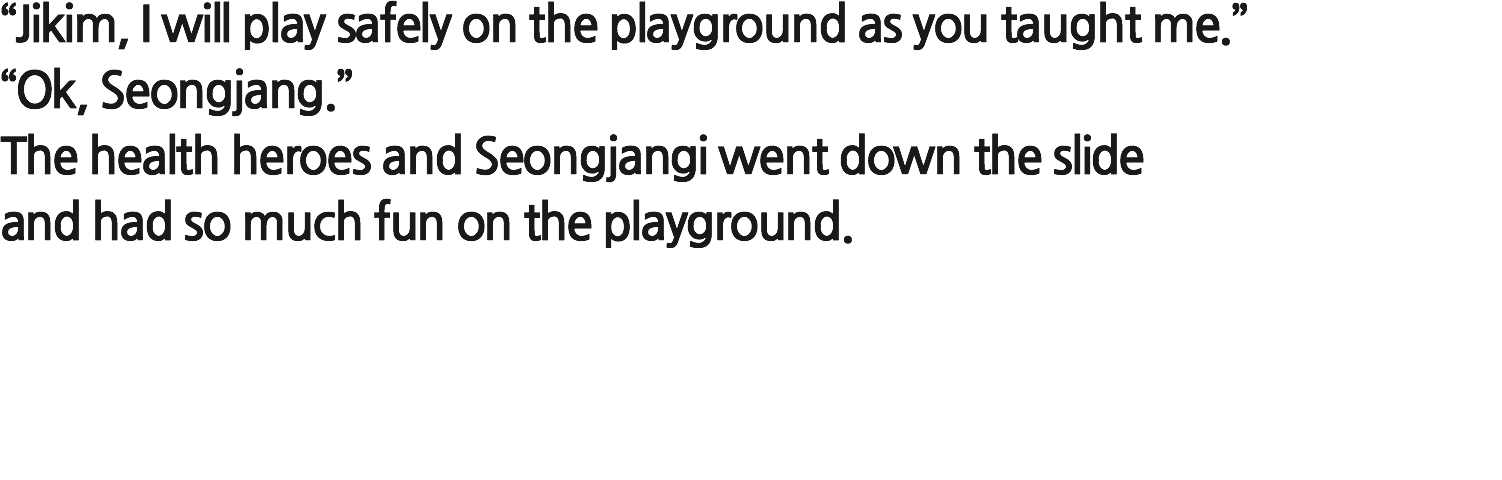 “Jikim, I will play safely on the playground as you taught me.”
“Ok, Seongjang.”
The health heroes and Seongjangi went down the slide
and had so much fun on the playground.